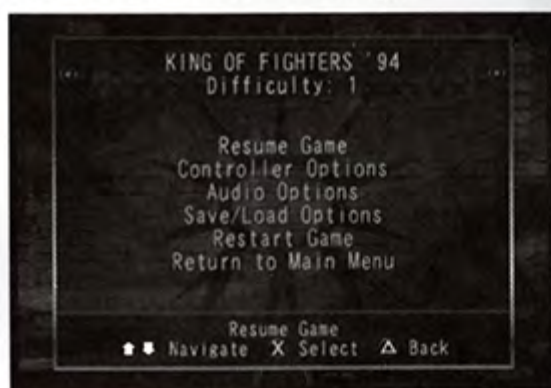 KING OF FIGHTERS '94
Difficulty: 1
Resume Game
Controller Options
Audio Options
Save/Load Options
Restart Game
Return to Main Menu
Resume Game
Navigate X Select △ Back